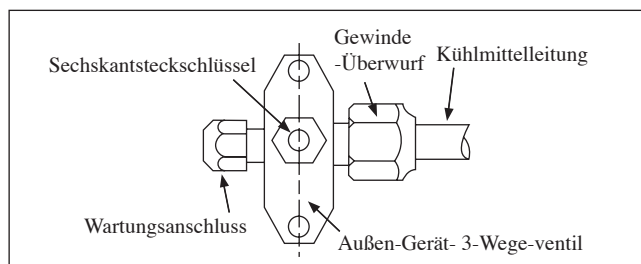 Gewinde
-Überwurf
Kühlmittelleitung
Sechskantsteckschlüssel
Wartungsanschluss
Außen-Gerät- 3-Wege-ventil